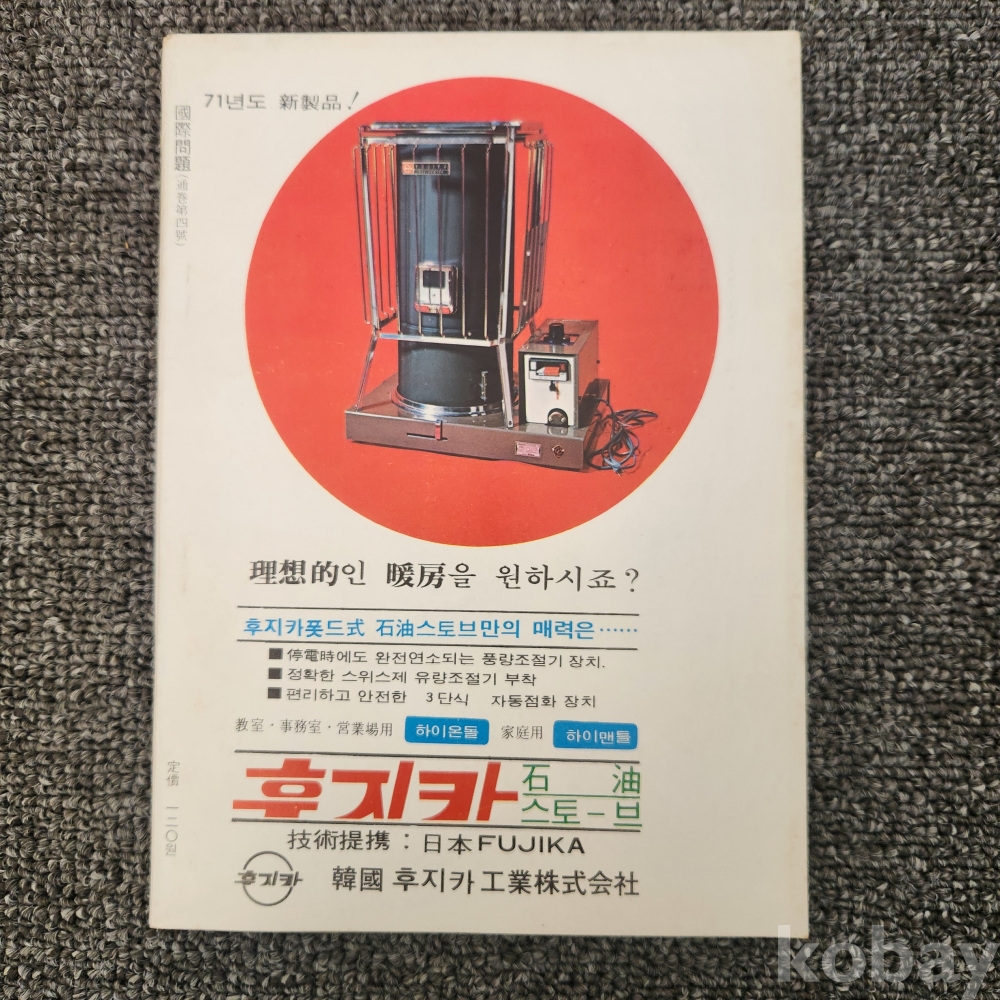 71년도 新製品!
國際問題
理想的인 暖房을 원하시죠?
후지카폿드式 石油스토브만의 매력은……
■ 停電時에도 완전연소되는 풍량조절기 장치.
■ 정확한 스위스제 유량조절기 부착
■ 편리하고 안전한 3단식 자동점화 장치
教室·事務室·営業場用 하이온돌 家庭用 하이맨틀
후지카 石油
스토-브
技術提携 : 日本 FUJIKA
후지카 韓國 후지카 工業株式会社
定價 一二○원
kobay